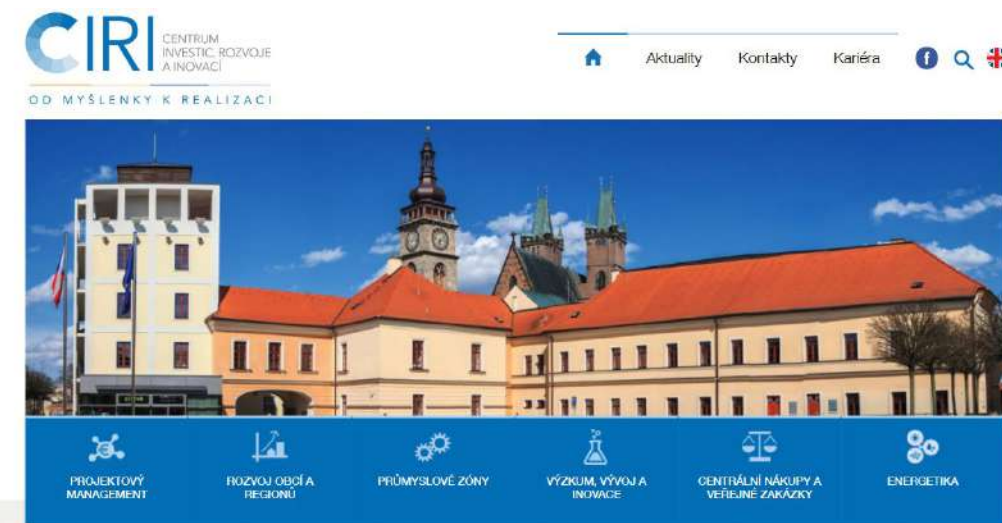 CIRI
CENTRUM
INVESTIC, ROZVOJE
A INOVACÍ
OD MYŠLENKY K REALIZACI
Aktuality Kontakty Kariéra
PROJEKTOVÝ
MANAGEMENT
ROZVOJ OBCÍ A
REGIONŮ
PRŮMYSLOVÉ ZÓNY
VÝZKUM, VÝVOJ A
INOVACE
CENTRÁLNÍ NÁKUPY A
VEŘEJNÉ ZAKÁZKY
ENERGETIKA